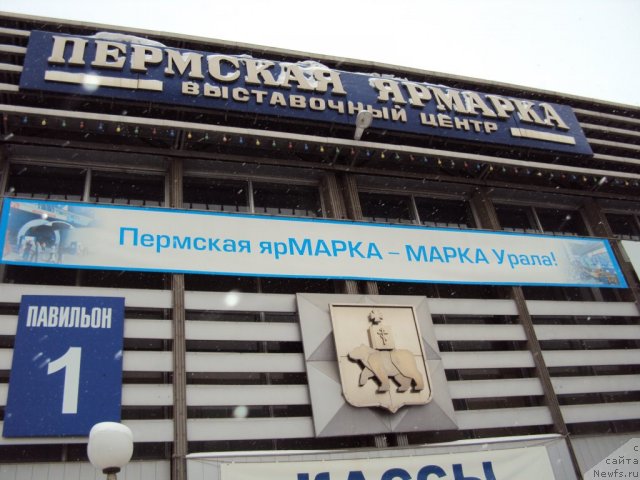 ПЕРМСКАЯ ЯРМАРКА
ВЫСТАВОЧНЫЙ ЦЕНТР
Пермская ярМАРКА – МАРКА Урала!
ПАВИЛЬОН
1
КАССЫ
с
сайта
Newfs.ru